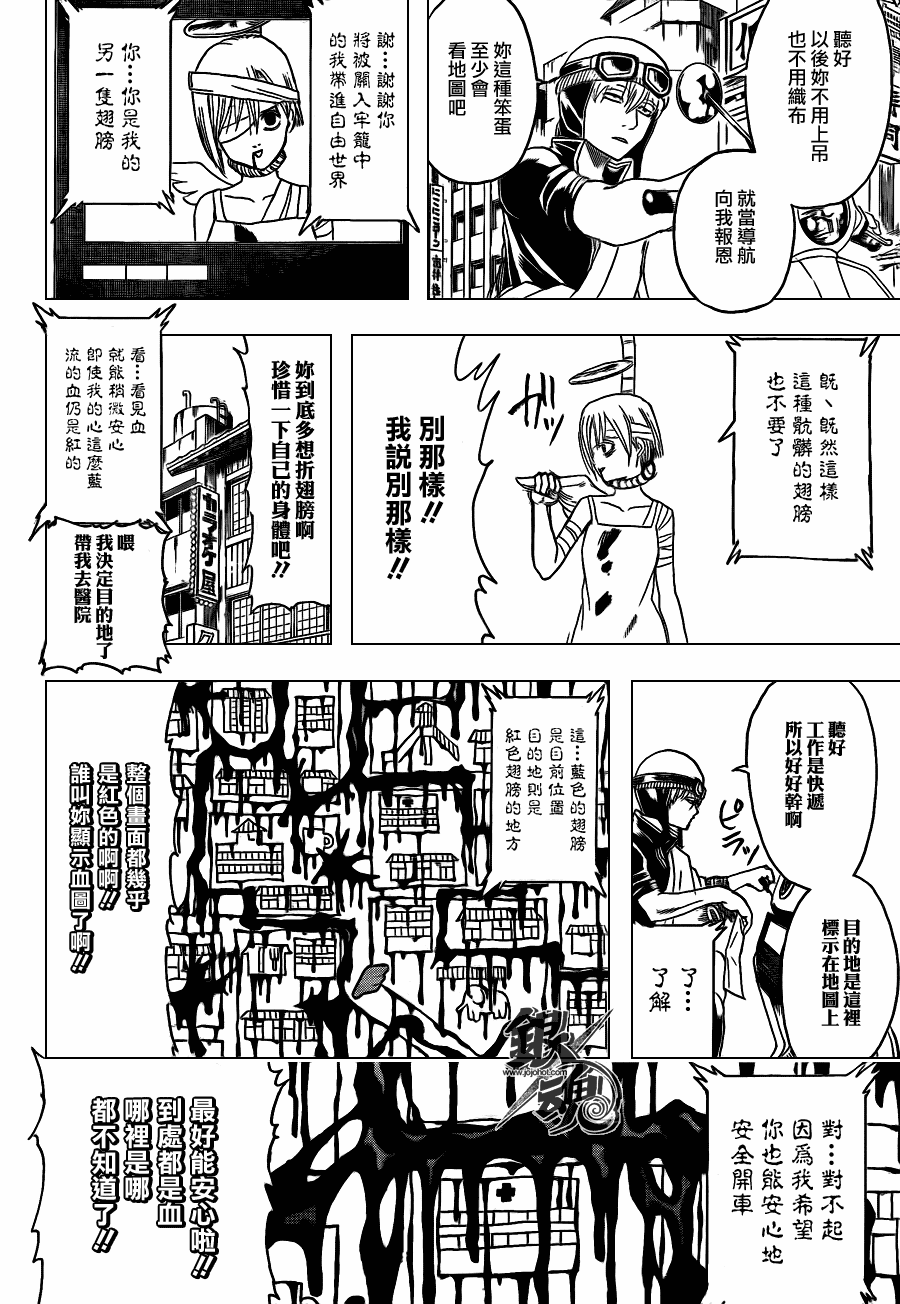 聽好
以後妳不用上吊
也不用織布
就當導航
向我報恩
妳這種笨蛋
至少會
看地圖吧
謝…謝謝你
將被關入牢籠中
的我帶進自由世界
你…你是我的
另一隻翅膀
既、既然這樣
這種骯髒的翅膀
也不要了
別那樣!!
我說別那樣!!
妳到底多想折翅膀啊
珍惜一下自己的身體吧!!
カラオケ屋
看…看見血
就能稍微安心
即使我的心這麼藍
流的血仍是紅的
喂
我決定目的地了
帶我去醫院
聽好
工作是快遞
所以好好幹啊
目的地是這裡
標示在地圖上
ピッ
了…
了解
這…藍色的翅膀
是目前位置
目的地則是
紅色翅膀的地方
整個畫面都幾乎
是紅色的啊啊!!
誰叫妳顯示血圖了啊!!
銀魂
www.jojohot.com
對…對不起
因為我希望
你也能安心地
安全開車
最好能安心啦!!
到處都是血
哪裡是哪
都不知道了!!